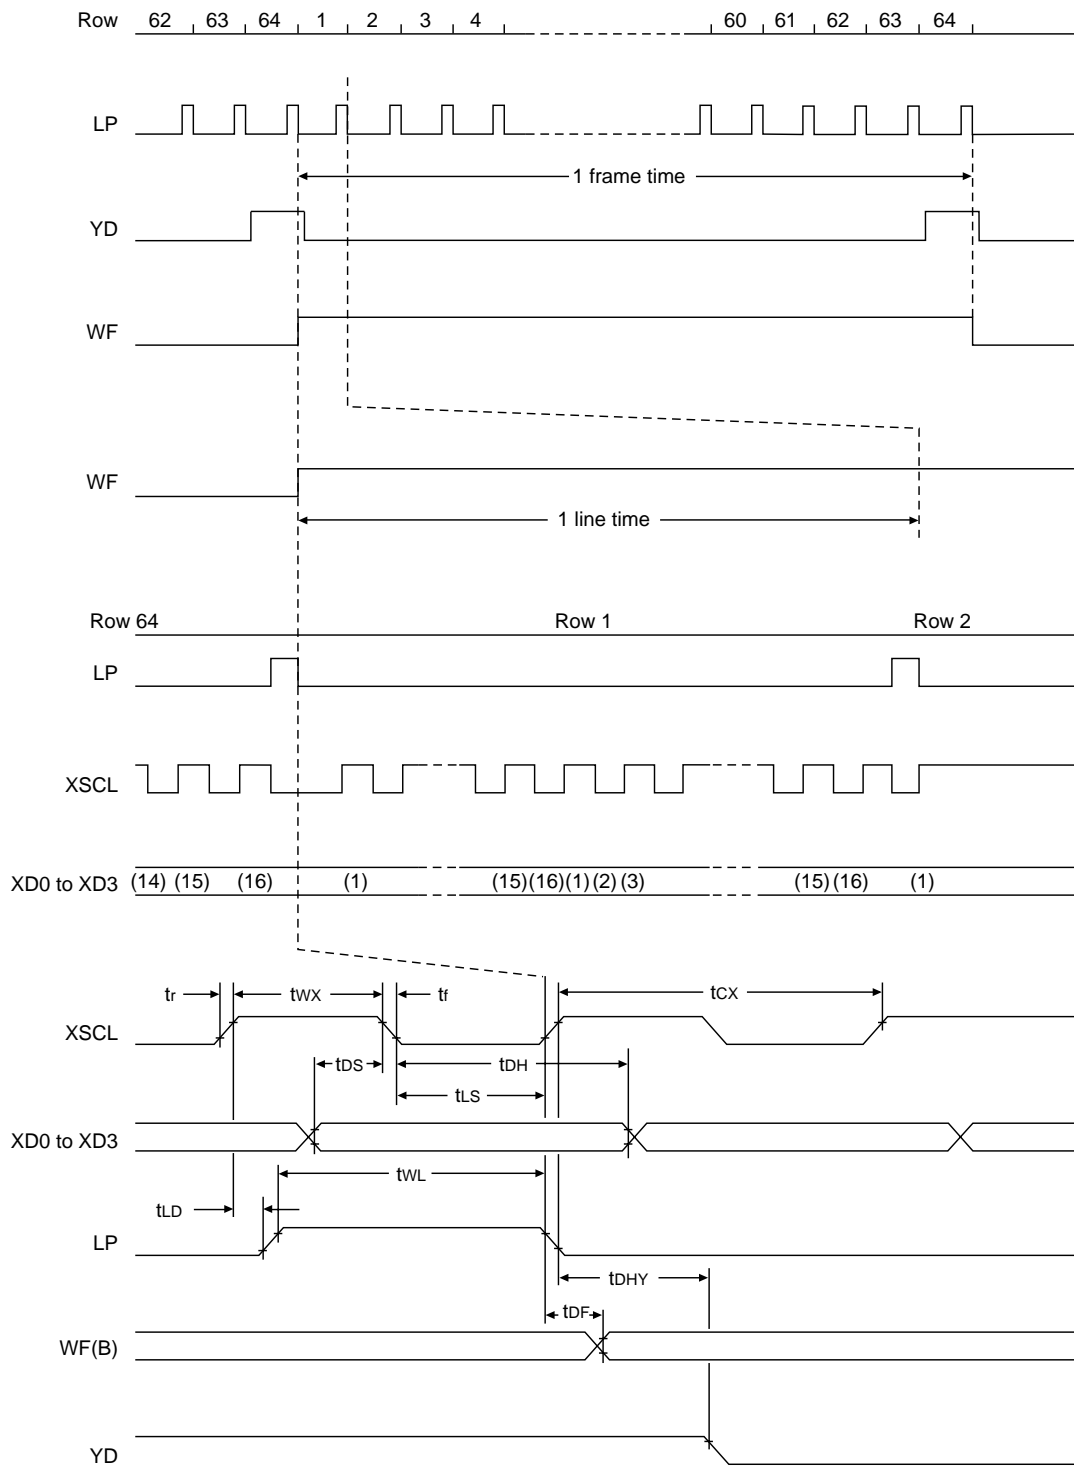 Row 62 63 64 1 2 3 4 60 61 62 63 64
LP
1 frame time
YD
WF
WF
1 line time
Row 64 Row 1 Row 2
LP
XSCL
XD0 to XD3 (14) (15) (16) (1) (15) (16) (1) (2) (3) (15) (16) (1)
tr tWX tf tCX
XSCL
tDS tDH
tLS
XD0 to XD3
tWL
tLD
LP
tDHY
tDF
WF(B)
YD